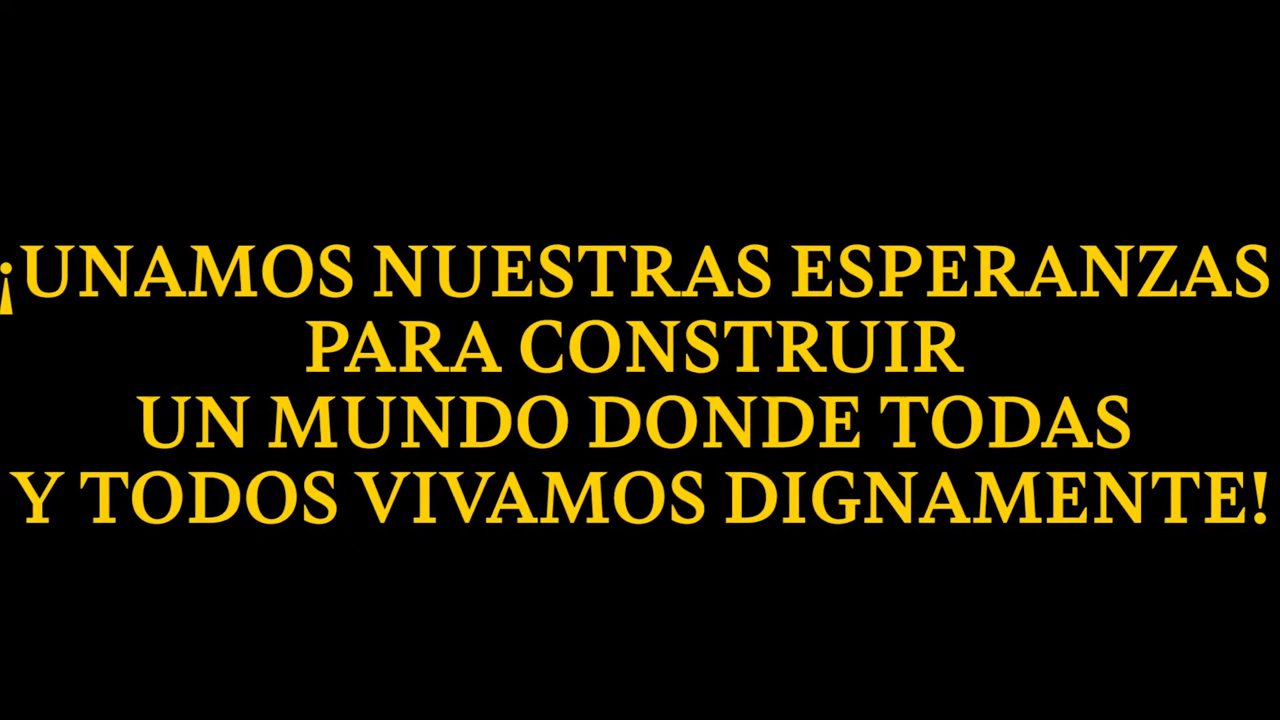 ¡UNAMOS NUESTRAS ESPERANZAS
PARA CONSTRUIR
UN MUNDO DONDE TODAS
Y TODOS VIVAMOS DIGNAMENTE!